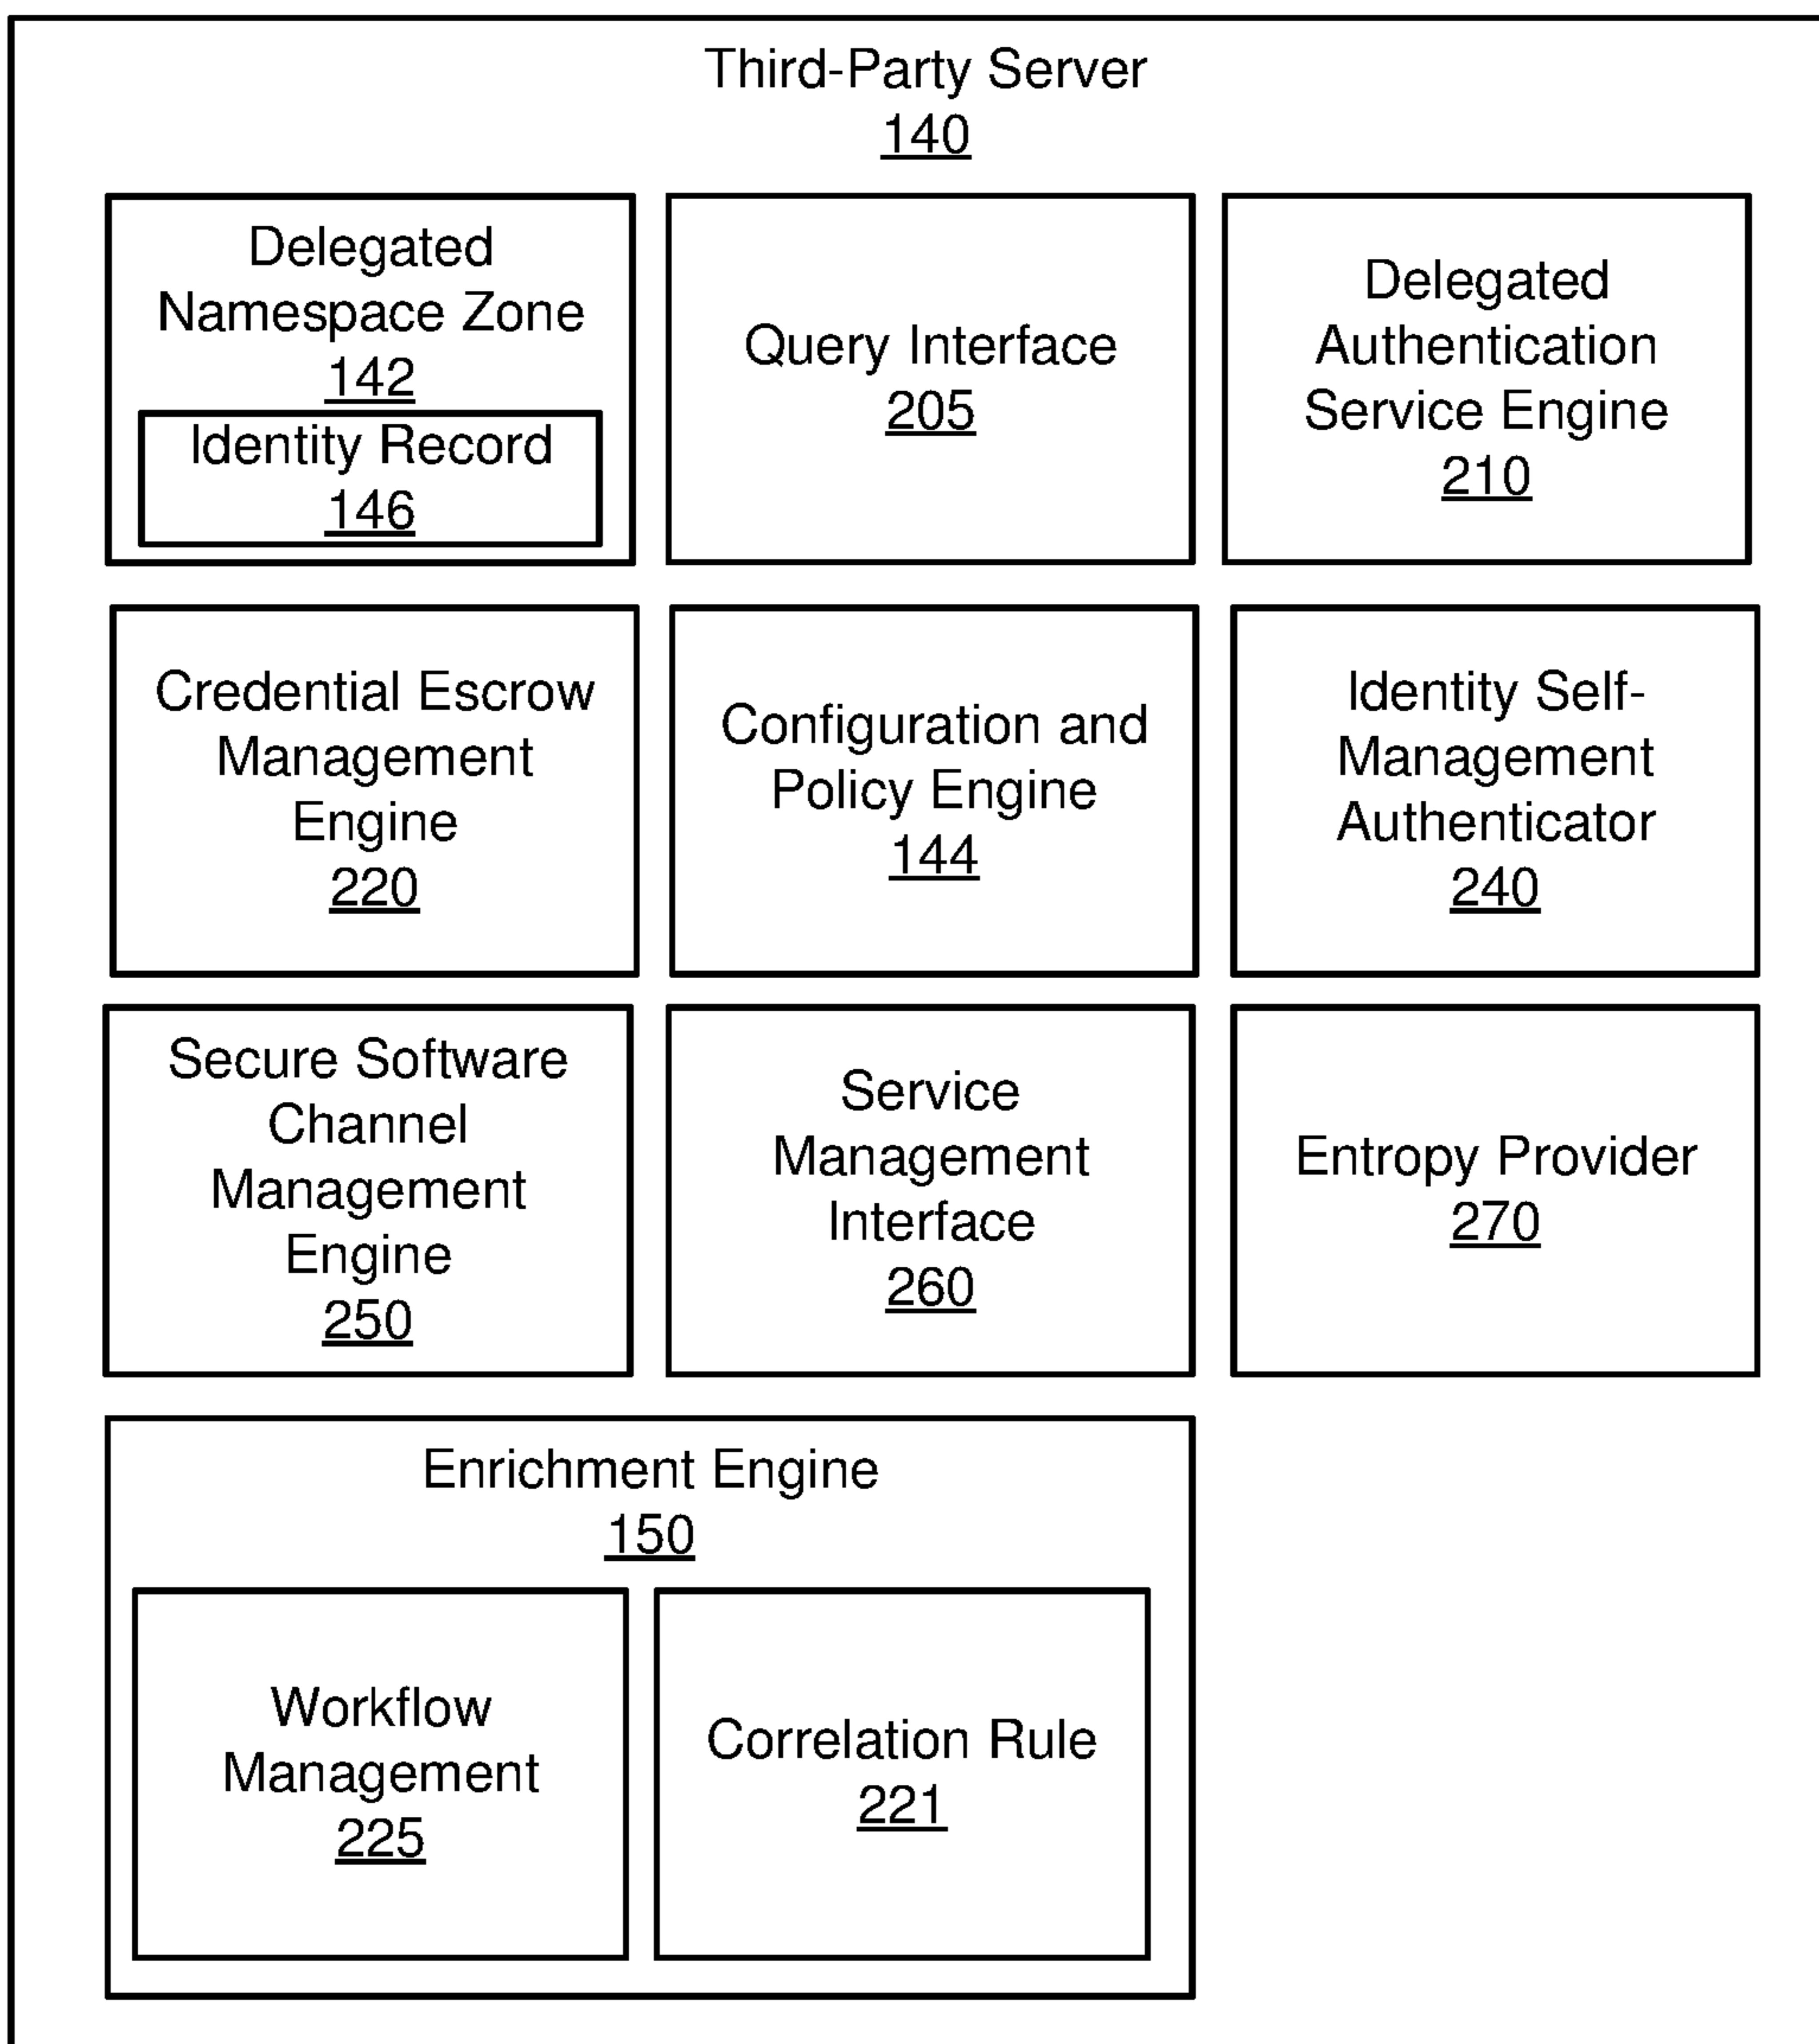 Third-Party Server
140
Delegated
Namespace Zone
142
Identity Record
146
Query Interface
205
Delegated
Authentication
Service Engine
210
Credential Escrow
Management
Engine
220
Configuration and
Policy Engine
144
Identity Self-
Management
Authenticator
240
Secure Software
Channel
Management
Engine
250
Service
Management
Interface
260
Entropy Provider
270
Enrichment Engine
150
Workflow
Management
225
Correlation Rule
221